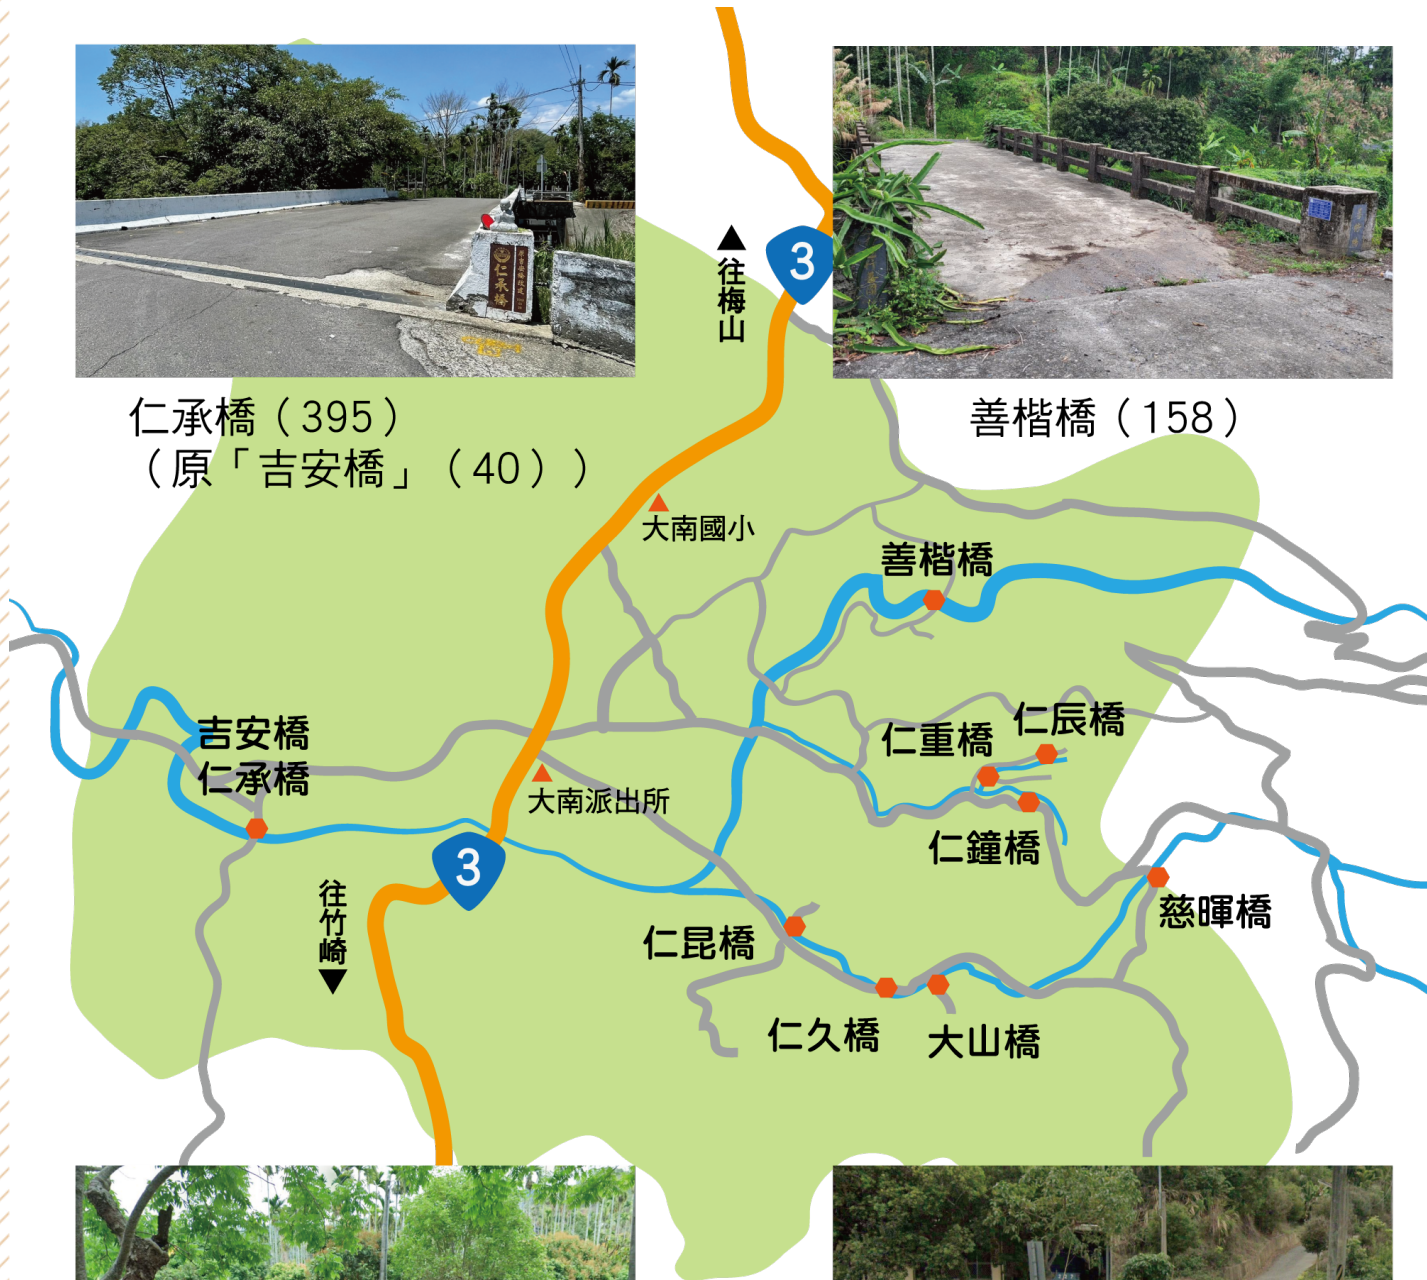 仁承橋
3
往梅山
仁承橋（395）
（原「吉安橋」（40））
善楷橋（158）
大南國小
善楷橋
吉安橋
仁承橋
仁重橋
仁辰橋
大南派出所
仁鐘橋
3
往竹崎
慈暉橋
仁昆橋
仁久橋
大山橋